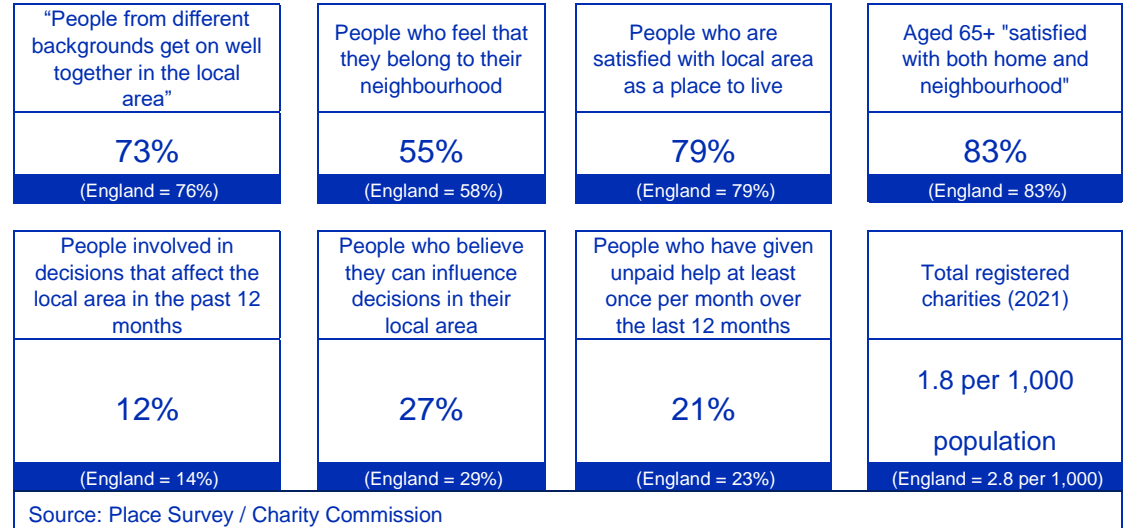 “People from different
backgrounds get on well
together in the local
area”
73%
(England = 76%)
People who feel that
they belong to their
neighbourhood
55%
(England = 58%)
People who are
satisfied with local area
as a place to live
79%
(England = 79%)
Aged 65+ "satisfied
with both home and
neighbourhood"
83%
(England = 83%)
People involved in
decisions that affect the
local area in the past 12
months
12%
(England = 14%)
People who believe
they can influence
decisions in their
local area
27%
(England = 29%)
People who have given
unpaid help at least
once per month over
the last 12 months
21%
(England = 23%)
Total registered
charities (2021)
1.8 per 1,000
population
(England = 2.8 per 1,000)
Source: Place Survey / Charity Commission